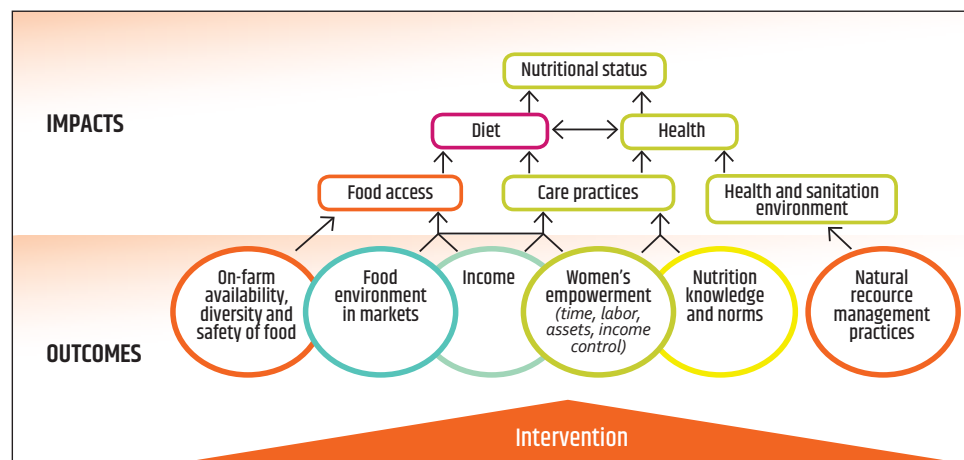 Nutritional status
IMPACTS
Diet
Health
Food access
Care practices
Health and sanitation
environment
On-farm
availability,
diversity and
safety of food
Food
environment
in markets
Income
Women’s
empowerment
(time, labor,
assets, income
control)
Nutrition
knowledge
and norms
Natural
recource
management
practices
OUTCOMES
Intervention